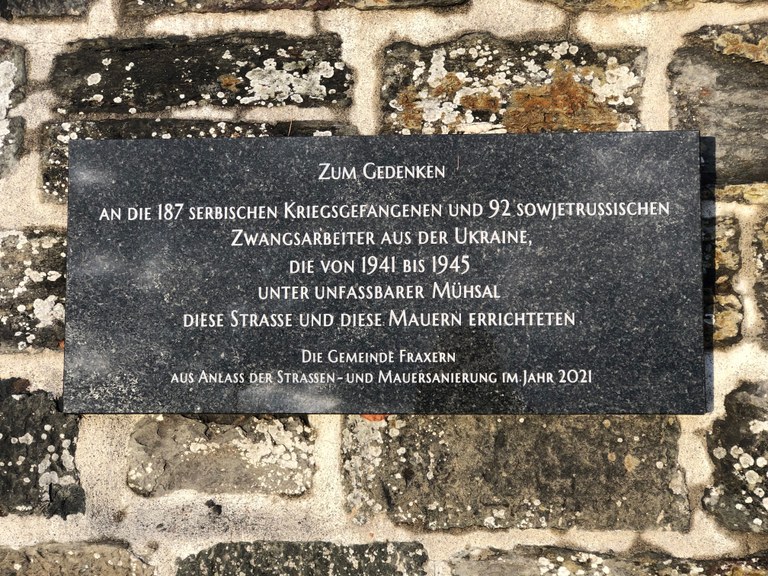 Zum Gedenken
an die 187 serbischen Kriegsgefangenen und 92 sowjetrussischen
Zwangsarbeiter aus der Ukraine,
die von 1941 bis 1945
unter unfassbarer Mühsal
diese Strasse und diese Mauern errichteten
Die Gemeinde Fraxern
aus Anlass der Strassen- und Mauersanierung im Jahr 2021